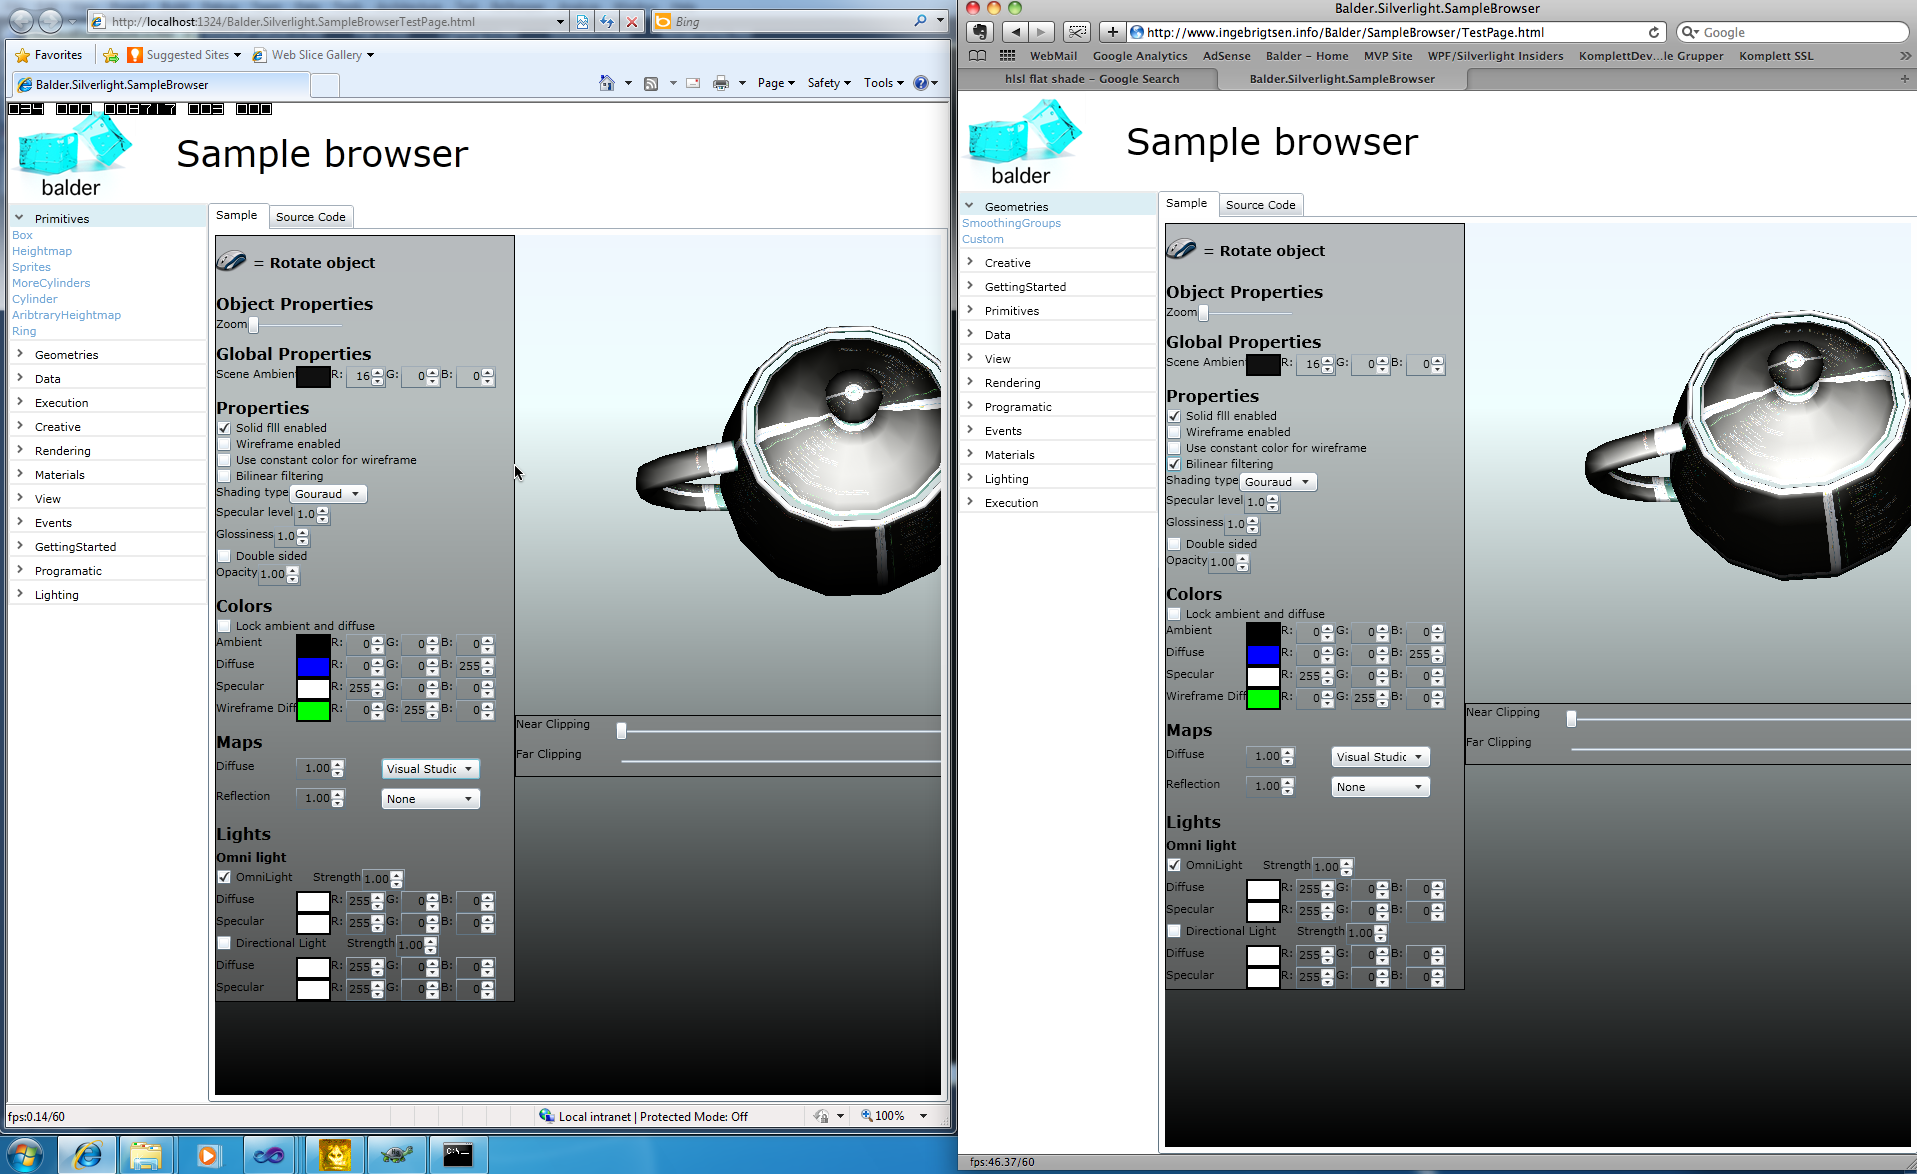 http://localhost:1324/Balder.Silverlight.SampleBrowserTestPage.html
Bing
Favorites
Suggested Sites
Web Slice Gallery
Balder.Silverlight.SampleBrowser
Page
Safety
Tools
034 000 008717 003 000
balder
Sample browser
Primitives
Box
Heightmap
Sprites
MoreCylinders
Cylinder
AribtraryHeightmap
Ring
Geometries
Data
Execution
Creative
Rendering
Materials
View
Events
GettingStarted
Programatic
Lighting
Sample
Source Code
= Rotate object
Object Properties
Zoom
Global Properties
Scene Ambient R: 16 G: 0 B: 0
Properties
Solid fIll enabled
Wireframe enabled
Use constant color for wireframe
Bilinear filtering
Shading type Gouraud
Specular level 1.0
Glossiness 1.0
Double sided
Opacity 1.00
Colors
Lock ambient and diffuse
Ambient R: 0 G: 0 B: 0
Diffuse R: 0 G: 0 B: 255
Specular R: 255 G: 0 B: 0
Wireframe Diff R: 0 G: 255 B: 0
Maps
Diffuse 1.00 Visual Studic
Reflection 1.00 None
Lights
Omni light
OmniLight Strength 1.00
Diffuse R: 255 G: 0 B: 0
Specular R: 255 G: 0 B: 0
Directional Light Strength 1.00
Diffuse R: 255 G: 0 B: 0
Specular R: 255 G: 0 B: 0
Near Clipping
Far Clipping
fps:0.14/60
Local intranet | Protected Mode: Off
100%
C:\_
Balder.Silverlight.SampleBrowser
http://www.ingebrigtsen.info/Balder/SampleBrowser/TestPage.html
Google
WebMail
Google Analytics
AdSense
Balder – Home
MVP Site
WPF/Silverlight Insiders
KomplettDev...le Grupper
Komplett SSL
hlsl flat shade – Google Search
Balder.Silverlight.SampleBrowser
balder
Sample browser
Geometries
SmoothingGroups
Custom
Creative
GettingStarted
Primitives
Data
View
Rendering
Programatic
Events
Materials
Lighting
Execution
Sample
Source Code
= Rotate object
Object Properties
Zoom
Global Properties
Scene Ambient R: 16 G: 0 B: 0
Properties
Solid fIll enabled
Wireframe enabled
Use constant color for wireframe
Bilinear filtering
Shading type Gouraud
Specular level 1.0
Glossiness 1.0
Double sided
Opacity 1.00
Colors
Lock ambient and diffuse
Ambient R: 0 G: 0 B: 0
Diffuse R: 0 G: 0 B: 255
Specular R: 255 G: 0 B: 0
Wireframe Diff R: 0 G: 255 B: 0
Maps
Diffuse 1.00 Visual Studic
Reflection 1.00 None
Lights
Omni light
OmniLight Strength 1.00
Diffuse R: 255 G: 0 B: 0
Specular R: 255 G: 0 B: 0
Directional Light Strength 1.00
Diffuse R: 255 G: 0 B: 0
Specular R: 255 G: 0 B: 0
Near Clipping
Far Clipping
fps:46.37/60